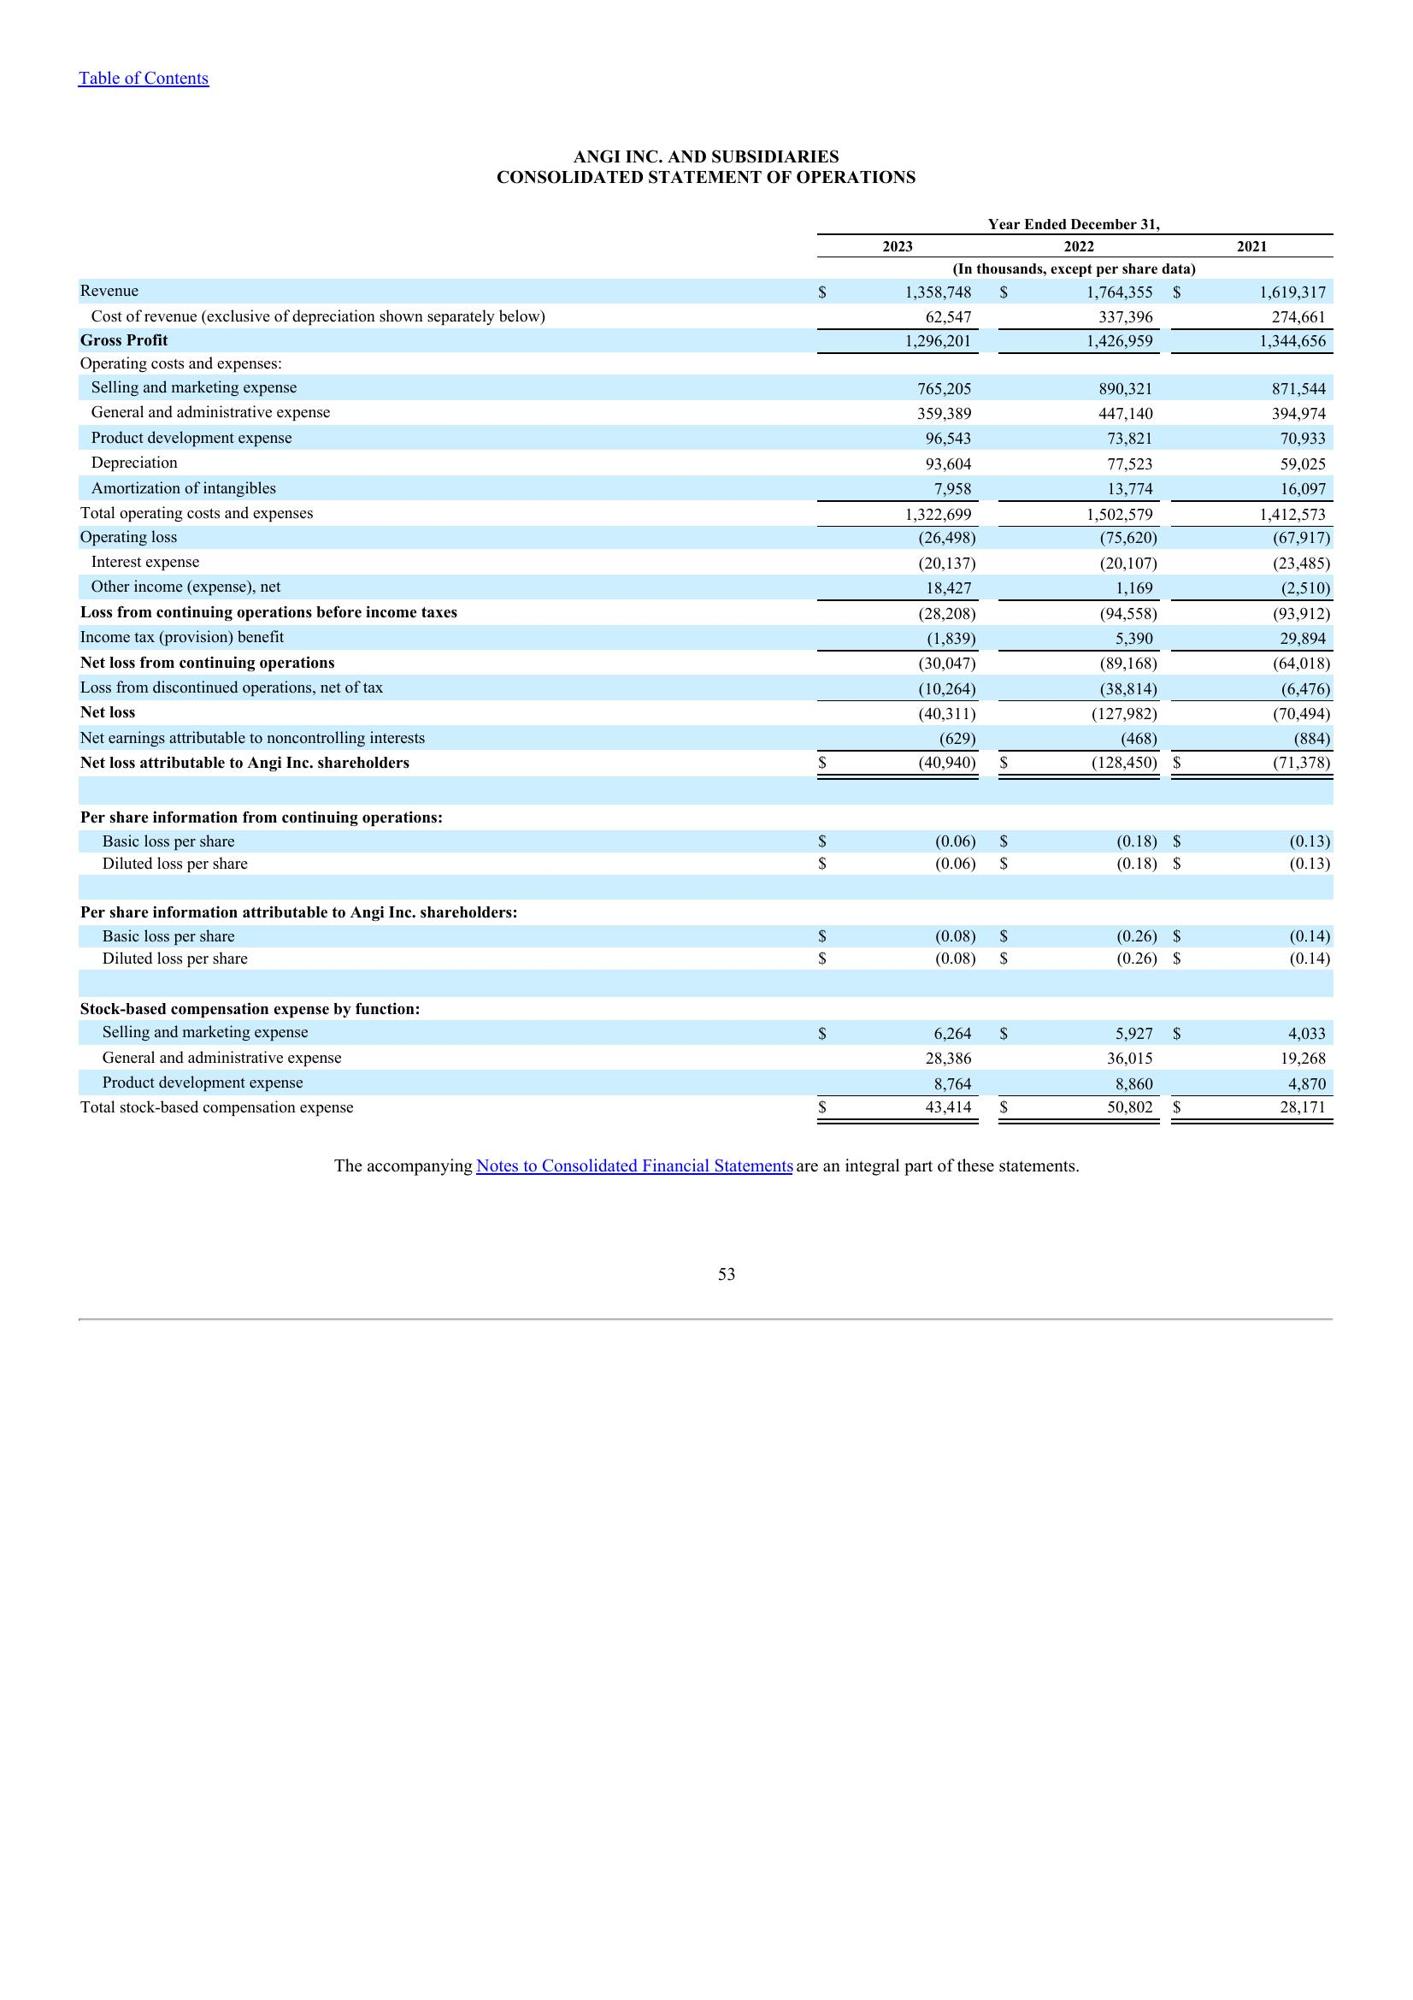 Table of Contents
ANGI INC. AND SUBSIDIARIES
CONSOLIDATED STATEMENT OF OPERATIONS
Year Ended December 31,
2023 2022 2021
(In thousands, except per share data)
Revenue $ 1,358,748 $ 1,764,355 $ 1,619,317
Cost of revenue (exclusive of depreciation shown separately below) 62,547 337,396 274,661
Gross Profit 1,296,201 1,426,959 1,344,656
Operating costs and expenses:
Selling and marketing expense 765,205 890,321 871,544
General and administrative expense 359,389 447,140 394,974
Product development expense 96,543 73,821 70,933
Depreciation 93,604 77,523 59,025
Amortization of intangibles 7,958 13,774 16,097
Total operating costs and expenses 1,322,699 1,502,579 1,412,573
Operating loss (26,498) (75,620) (67,917)
Interest expense (20,137) (20,107) (23,485)
Other income (expense), net 18,427 1,169 (2,510)
Loss from continuing operations before income taxes (28,208) (94,558) (93,912)
Income tax (provision) benefit (1,839) 5,390 29,894
Net loss from continuing operations (30,047) (89,168) (64,018)
Loss from discontinued operations, net of tax (10,264) (38,814) (6,476)
Net loss (40,311) (127,982) (70,494)
Net earnings attributable to noncontrolling interests (629) (468) (884)
Net loss attributable to Angi Inc. shareholders $ (40,940) $ (128,450) $ (71,378)
Per share information from continuing operations:
Basic loss per share $ (0.06) $ (0.18) $ (0.13)
Diluted loss per share $ (0.06) $ (0.18) $ (0.13)
Per share information attributable to Angi Inc. shareholders:
Basic loss per share $ (0.08) $ (0.26) $ (0.14)
Diluted loss per share $ (0.08) $ (0.26) $ (0.14)
Stock-based compensation expense by function:
Selling and marketing expense $ 6,264 $ 5,927 $ 4,033
General and administrative expense 28,386 36,015 19,268
Product development expense 8,764 8,860 4,870
Total stock-based compensation expense $ 43,414 $ 50,802 $ 28,171
The accompanying Notes to Consolidated Financial Statements are an integral part of these statements.
53